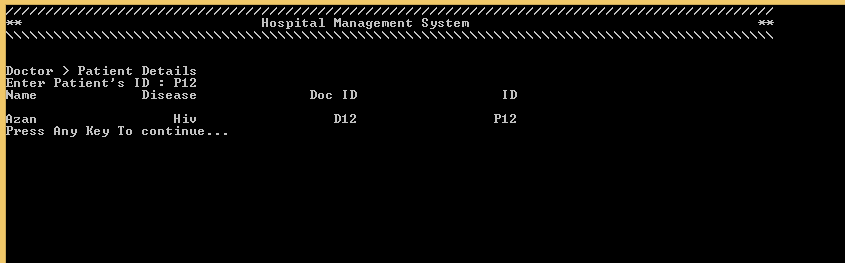 ////////////////////////////////////////////////////////////////////////////////////////////////
** Hospital Management System **
\\\\\\\\\\\\\\\\\\\\\\\\\\\\\\\\\\\\\\\\\\\\\\\\\\\\\\\\\\\\\\\\\\\\\\\\\\\\\\\\\\\\\\\\\\\\\\\\
Doctor > Patient Details
Enter Patient's ID : P12
Name Disease Doc ID ID
Azan Hiv D12 P12
Press Any Key To continue...